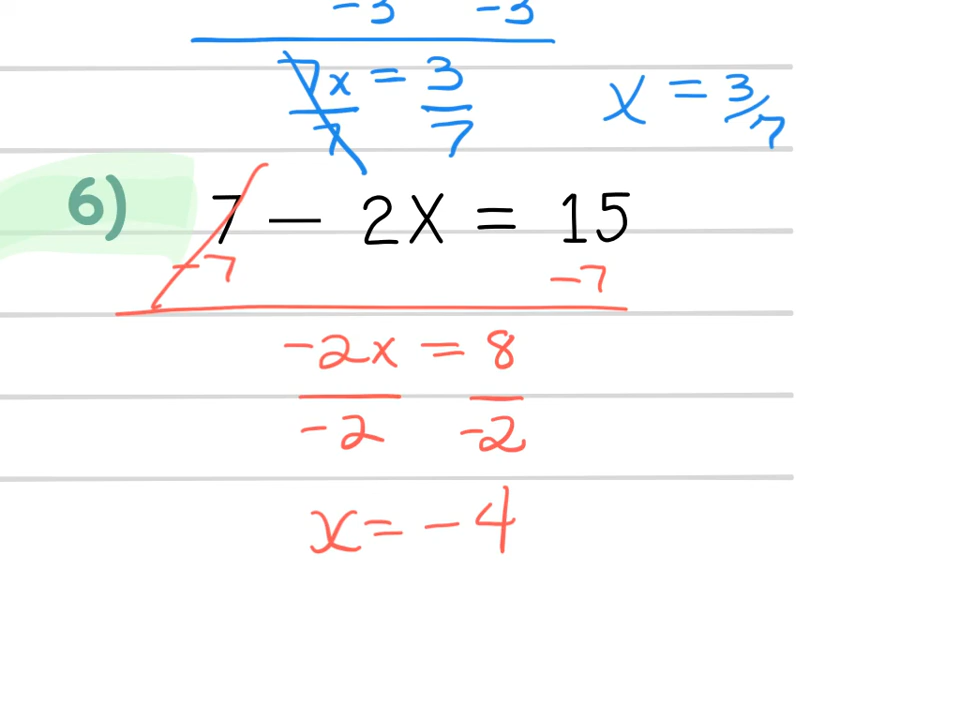 -3 -3
7x = 3 x = 3/7
7 7
6) 7 - 2x = 15
-7 -7
-2x = 8
-2 -2
x = -4